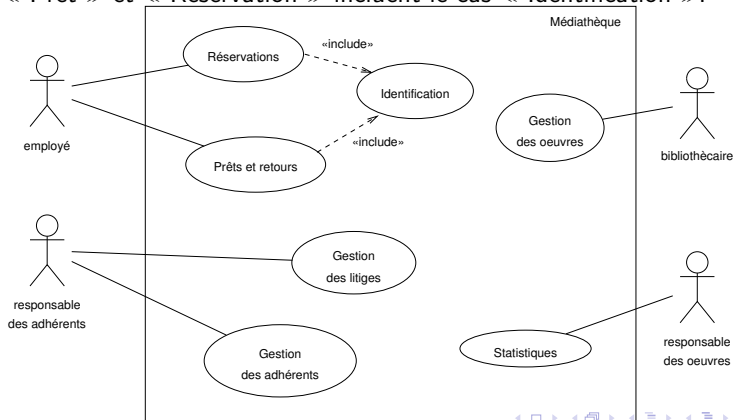 « Prêt » et « Réservation » incluent le cas « Identification ».
Médiathèque
Réservations
«include»
Identification
employé
Prêts et retours
«include»
Gestion
des oeuvres
bibliothècaire
responsable
des adhérents
Gestion
des litiges
Gestion
des adhérents
Statistiques
responsable
des oeuvres